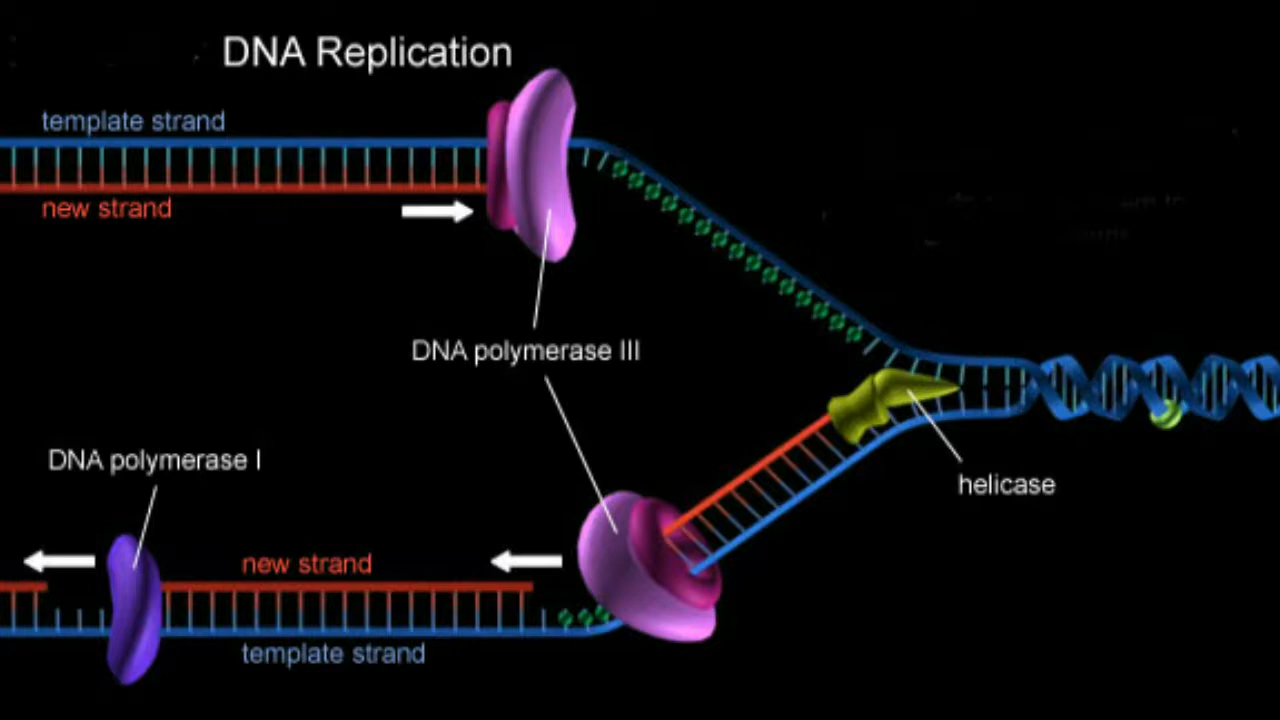 DNA Replication
template strand
new strand
DNA polymerase III
DNA polymerase I
helicase
new strand
template strand